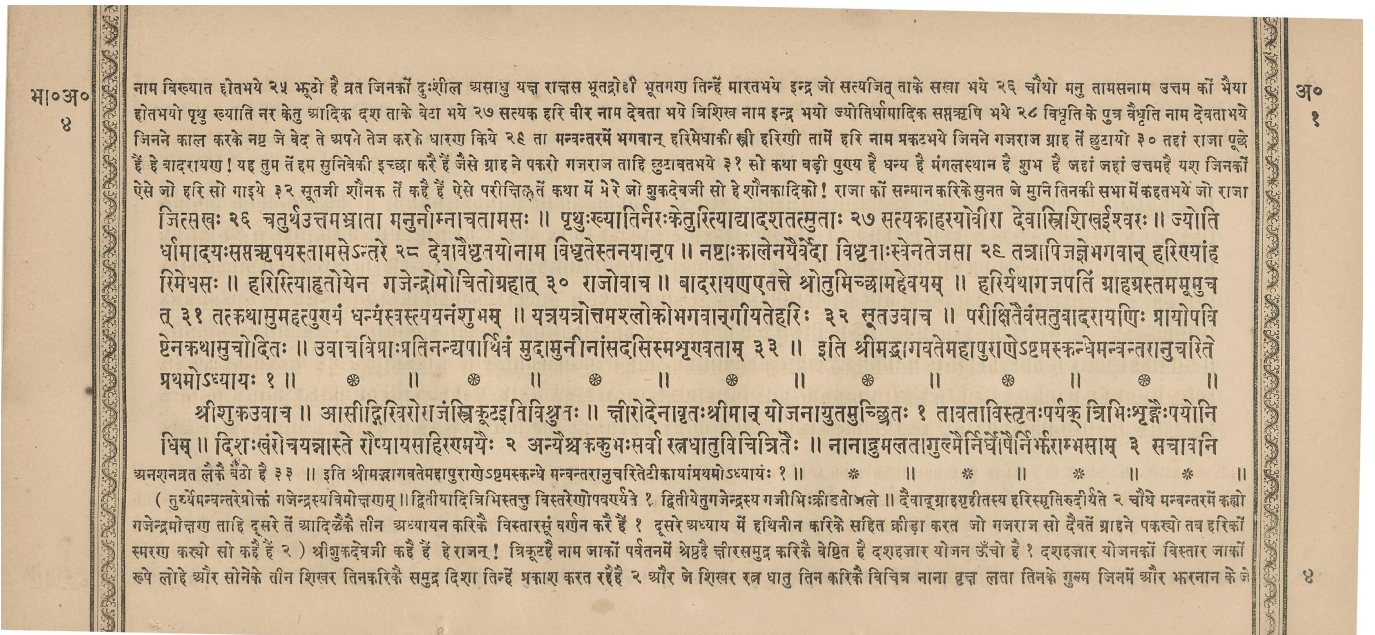 भा०अ०
४
अ०
१
नाम विख्यात होतभये २५ झूठो है व्रत जिनकों दुःशील असाधु यक्ष राक्षस भूतद्रोही भूतगण तिन्हें मारतभये इन्द्र जो सत्यजित् ताके सखा भये २६ चौथो मनु तामसनाम उत्तम कों भैया
होतभयो पृथु ख्याति नर केतु आदिक दश ताके बेटा भये २७ सत्यक हरि वीर नाम देवता भये त्रिशिख नाम इन्द्र भयो ज्योतिर्धामादिक सप्तऋषि भये २८ विधृति के पुत्र वैधृति नाम देवताभये
जिनने काल करके नष्ट जे वेद ते अपने तेज करके धारण किये २९ ता मन्वन्तरमें भगवान् हरिमेधाकी स्त्री हरिणी तामें हरि नाम प्रकटभये जिनने गजराज ग्राह तें छुटायो ३० तहां राजा पूछे
हैं हे बादरायण ! यह तुम तें हम सुनिवेकी इच्छा करैं हैं जैसे ग्राह ने पकरो गजराज ताहि छुटावतभये ३१ सो कथा बड़ी पुण्य है धन्य है मंगलस्थान है शुभ है जहां जहां उत्तमहै यश जिनकों
ऐसे जो हरि सो गाइये ३२ सूतजी शौनक तें कहैं हैं ऐसे परीक्षित्‌तें कथा में प्रेरे जो शुकदेवजी सो हे शौनकादिको ! राजा कों सन्मान करिके सुनत जे मुनि तिनकी सभा में कहतभये जो राजा
जित्सखः २६ चतुर्थउत्तमभ्राता मनुर्नाम्नाचतामसः ॥ पृथुःख्यातिर्नरःकेतुरित्याद्यादशतत्सुताः २७ सत्यकाहरयोवीरा देवास्त्रिशिखईश्वरः ॥ ज्योति
र्धामादयःसप्तऋषयस्तामसेऽन्तरे २८ देवावैधृतयोनाम विधृतेस्तनयानृप ॥ नष्टाःकालेनयैर्वेदा विधृताःस्वेनतेजसा २९ तत्रापिजज्ञेभगवान् हरिण्यांह
रिमेधसः ॥ हरिरित्याहृतोयेन गजेन्द्रोमोचितोग्रहात् ३० राजोवाच ॥ बादरायणएतत्ते श्रोतुमिच्छामहेवयम् ॥ हरिर्यथागजपतिं ग्राहग्रस्तममूमुच
त् ३१ तत्कथासुमहत्पुण्यं धन्यंस्वस्त्ययनंशुभम् ॥ यत्रयत्रोत्तमश्लोकोभगवान्गीयतेहरिः ३२ सूतउवाच ॥ परीक्षितैवंसतुबादरायणिः प्रायोपवि
ष्टेनकथासुचोदितः ॥ उवाचविप्राःप्रतिनन्द्यपार्थिवं मुदामुनीनांसदसिस्मशृण्वताम् ३३ ॥ इति श्रीमद्भागवतेमहापुराणेऽष्टमस्कन्धेमन्वन्तरानुचरिते
प्रथमोऽध्यायः १ ॥ ॥ ॥ ॥ ॥ ॥ ॥ ॥
श्रीशुकउवाच ॥ आसीद्गिरिवरोराजंस्त्रिकूटइतिविश्रुतः ॥ क्षीरोदेनावृतःश्रीमान् योजनायुतमुच्छ्रितः १ तावताविस्तृतःपर्यक् त्रिभिःशृङ्गैःपयोनि
धिम् ॥ दिशःखंरोचयन्नास्ते रौप्यायसहिरण्मयैः २ अन्यैश्चककुभःसर्वा रत्नधातुविचित्रितैः ॥ नानाद्रुमलतागुल्मैर्निर्घोषैर्निर्झराम्भसाम् ३ सचावनि
अनशनव्रत लैकै बैठो है ३३ ॥ इति श्रीमद्भागवतेमहापुराणेऽष्टमस्कन्धे मन्वन्तरानुचरितेटीकायांप्रथमोऽध्यायः १ ॥ * ॥ * ॥ * ॥ * ॥
( तुर्य्येमन्वन्तरेप्रोक्तं गजेन्द्रस्यविमोक्षणम् ॥ द्वितीयादित्रिभिस्तत्तु विस्तरेणोपवर्ण्यते १ द्वितीयेतुगजेन्द्रस्य गजीभिःक्रीडतोजले ॥ दैवाद्ग्राहगृहीतस्य हरिस्मृतिरुदीर्यते २ चौथे मन्वन्तरमें कह्यो
गजेन्द्रमोक्षण ताहि दूसरे तें आदिलैकै तीन अध्यायन करिकै विस्तारसूं वर्णन करैं हैं १ दूसरे अध्याय में हथिनीन करिके सहित क्रीड़ा करत जो गजराज सो दैवतें ग्राहने पकस्यो तब हरिकों
स्मरण कस्यो सो कहैं हैं २ ) श्रीशुकदेवजी कहैं हैं हे राजन् ! त्रिकूटहै नाम जाकों पर्वतनमें श्रेष्ठहै क्षीरसमुद्र करिकै वेष्टित है दशहजार योजन ऊँचो है १ दशहजार योजनकों विस्तार जाकों
रूपे लोहे और सोनेके तीन शिखर तिनकरिकै समुद्र दिशा तिन्हें प्रकाश करत रहैहै २ और जे शिखर रत्न धातु तिन करिकै विचित्र नाना वृक्ष लता तिनके गुल्म जिनमें और झरनान के जे
४